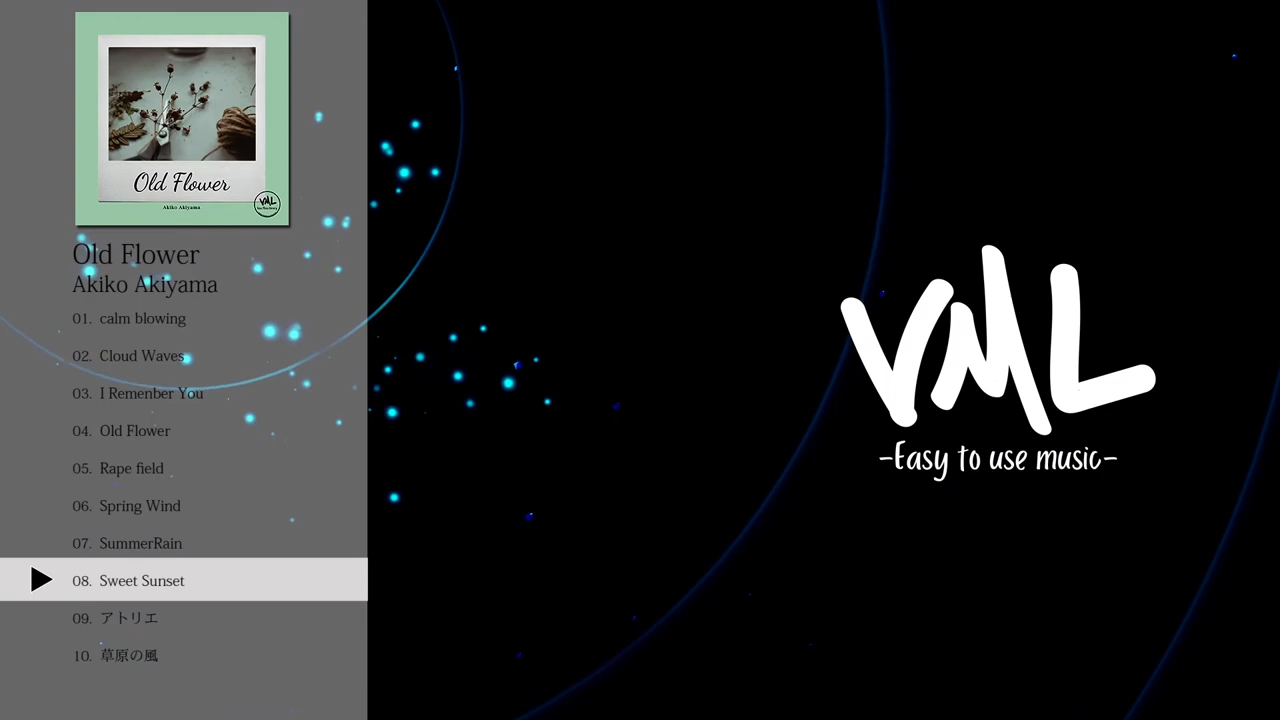 Old Flower
Akiko Akiyama
VML
Old Flower
Akiko Akiyama
01. calm blowing
02. Cloud Waves
03. I Remenber You
04. Old Flower
05. Rape field
06. Spring Wind
07. SummerRain
08. Sweet Sunset
09. アトリエ
10. 草原の風
VML
-Easy to use music-